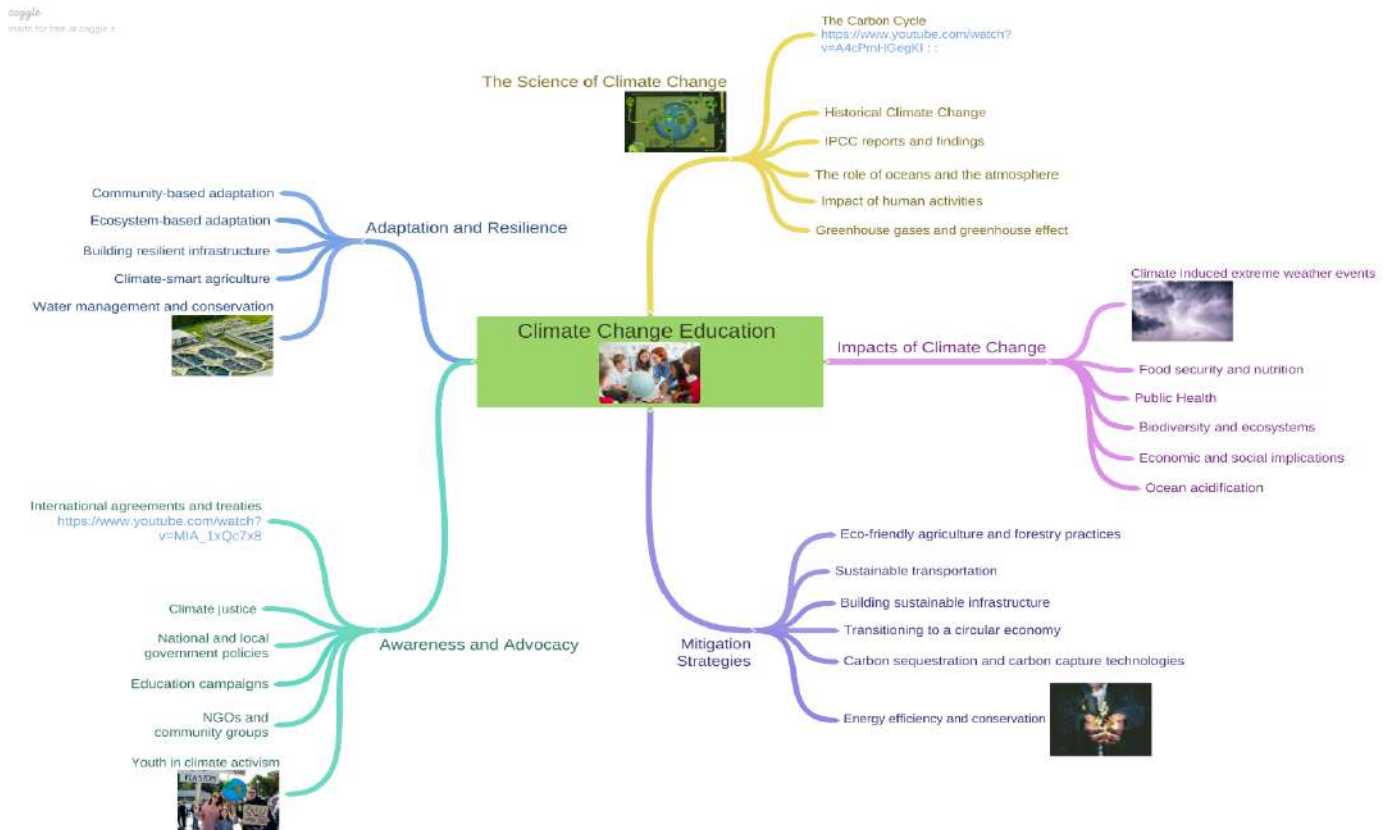 coggle
made for free at coggle.it
The Carbon Cycle
https://www.youtube.com/watch?
v=A4cPmHGegKI : :
The Science of Climate Change
Historical Climate Change
IPCC reports and findings
The role of oceans and the atmosphere
Impact of human activities
Greenhouse gases and greenhouse effect
Community-based adaptation
Ecosystem-based adaptation
Building resilient infrastructure
Climate-smart agriculture
Water management and conservation
Adaptation and Resilience
Climate Change Education
Impacts of Climate Change
Climate induced extreme weather events
Food security and nutrition
Public Health
Biodiversity and ecosystems
Economic and social implications
Ocean acidification
International agreements and treaties
https://www.youtube.com/watch?
v=MIA_1xQc7x8
Climate justice
National and local
government policies
Education campaigns
NGOs and
community groups
Youth in climate activism
Awareness and Advocacy
Mitigation
Strategies
Eco-friendly agriculture and forestry practices
Sustainable transportation
Building sustainable infrastructure
Transitioning to a circular economy
Carbon sequestration and carbon capture technologies
Energy efficiency and conservation